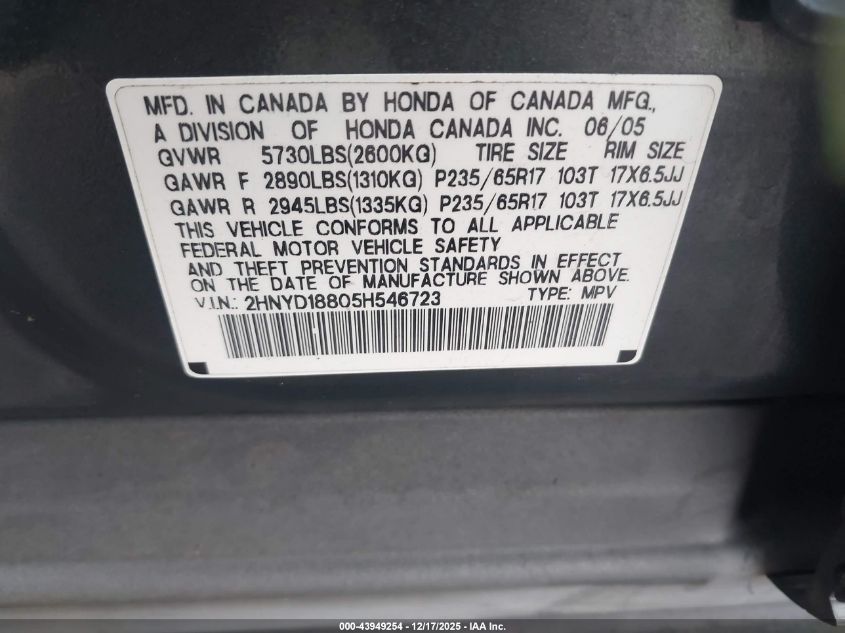 MFD. IN CANADA BY HONDA OF CANADA MFG.,
A DIVISION OF HONDA CANADA INC. 06/05
GVWR 5730LBS(2600KG) TIRE SIZE RIM SIZE
GAWR F 2890LBS(1310KG) P235/65R17 103T 17X6.5JJ
GAWR R 2945LBS(1335KG) P235/65R17 103T 17X6.5JJ
THIS VEHICLE CONFORMS TO ALL APPLICABLE
FEDERAL MOTOR VEHICLE SAFETY
AND THEFT PREVENTION STANDARDS IN EFFECT
ON THE DATE OF MANUFACTURE SHOWN ABOVE.
V.I.N.: 2HNYD18805H546723 TYPE: MPV
000-43949254 - 12/17/2025 - IAA Inc.